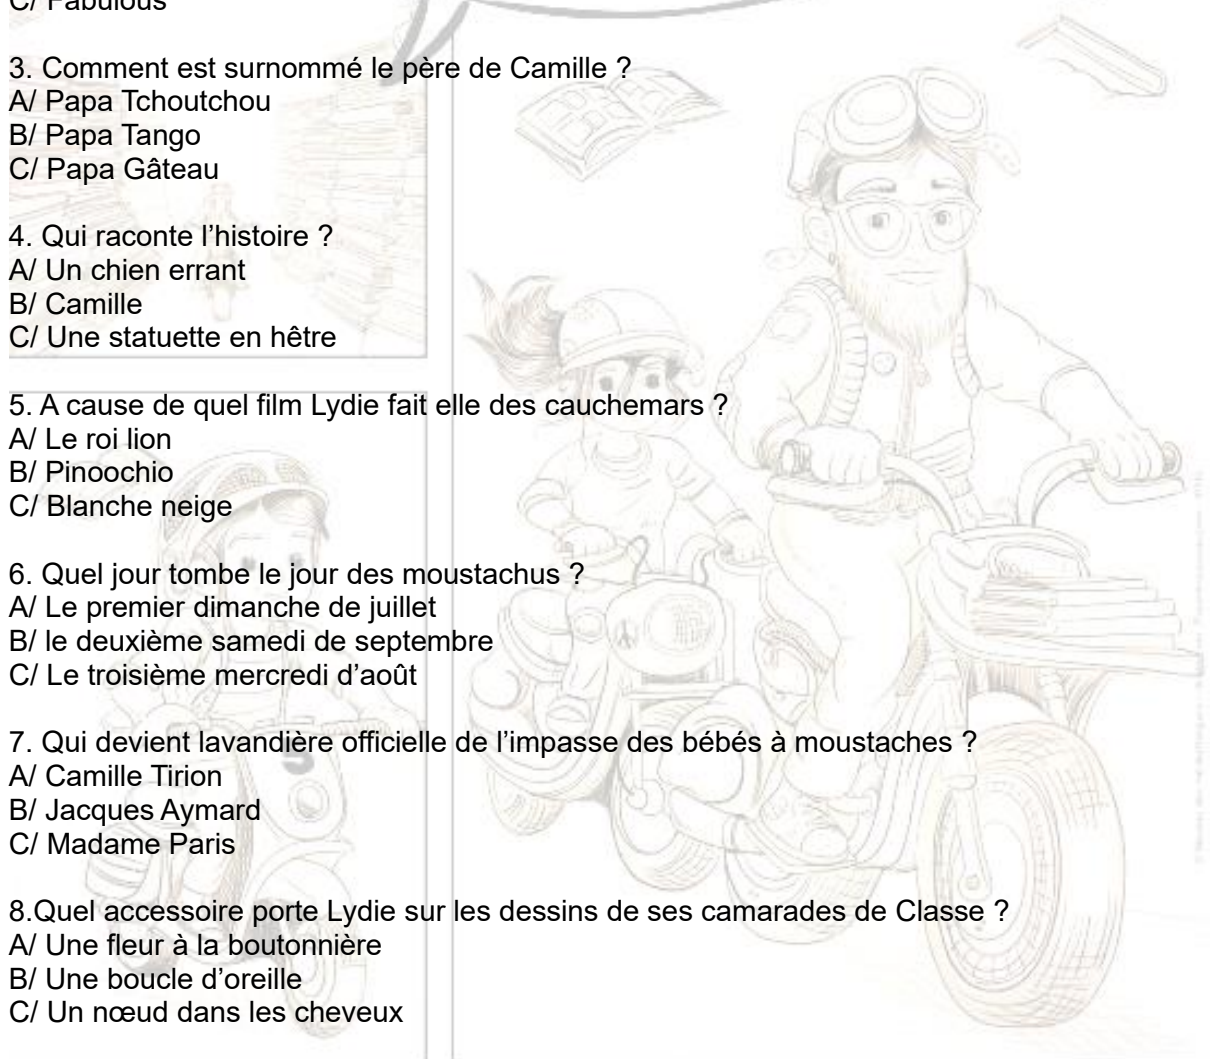 C/ Fabulous
3. Comment est surnommé le père de Camille ?
A/ Papa Tchoutchou
B/ Papa Tango
C/ Papa Gâteau
4. Qui raconte l’histoire ?
A/ Un chien errant
B/ Camille
C/ Une statuette en hêtre
5. A cause de quel film Lydie fait elle des cauchemars ?
A/ Le roi lion
B/ Pinoochio
C/ Blanche neige
6. Quel jour tombe le jour des moustachus ?
A/ Le premier dimanche de juillet
B/ le deuxième samedi de septembre
C/ Le troisième mercredi d’août
7. Qui devient lavandière officielle de l’impasse des bébés à moustaches ?
A/ Camille Tirion
B/ Jacques Aymard
C/ Madame Paris
8.Quel accessoire porte Lydie sur les dessins de ses camarades de Classe ?
A/ Une fleur à la boutonnière
B/ Une boucle d’oreille
C/ Un nœud dans les cheveux
5